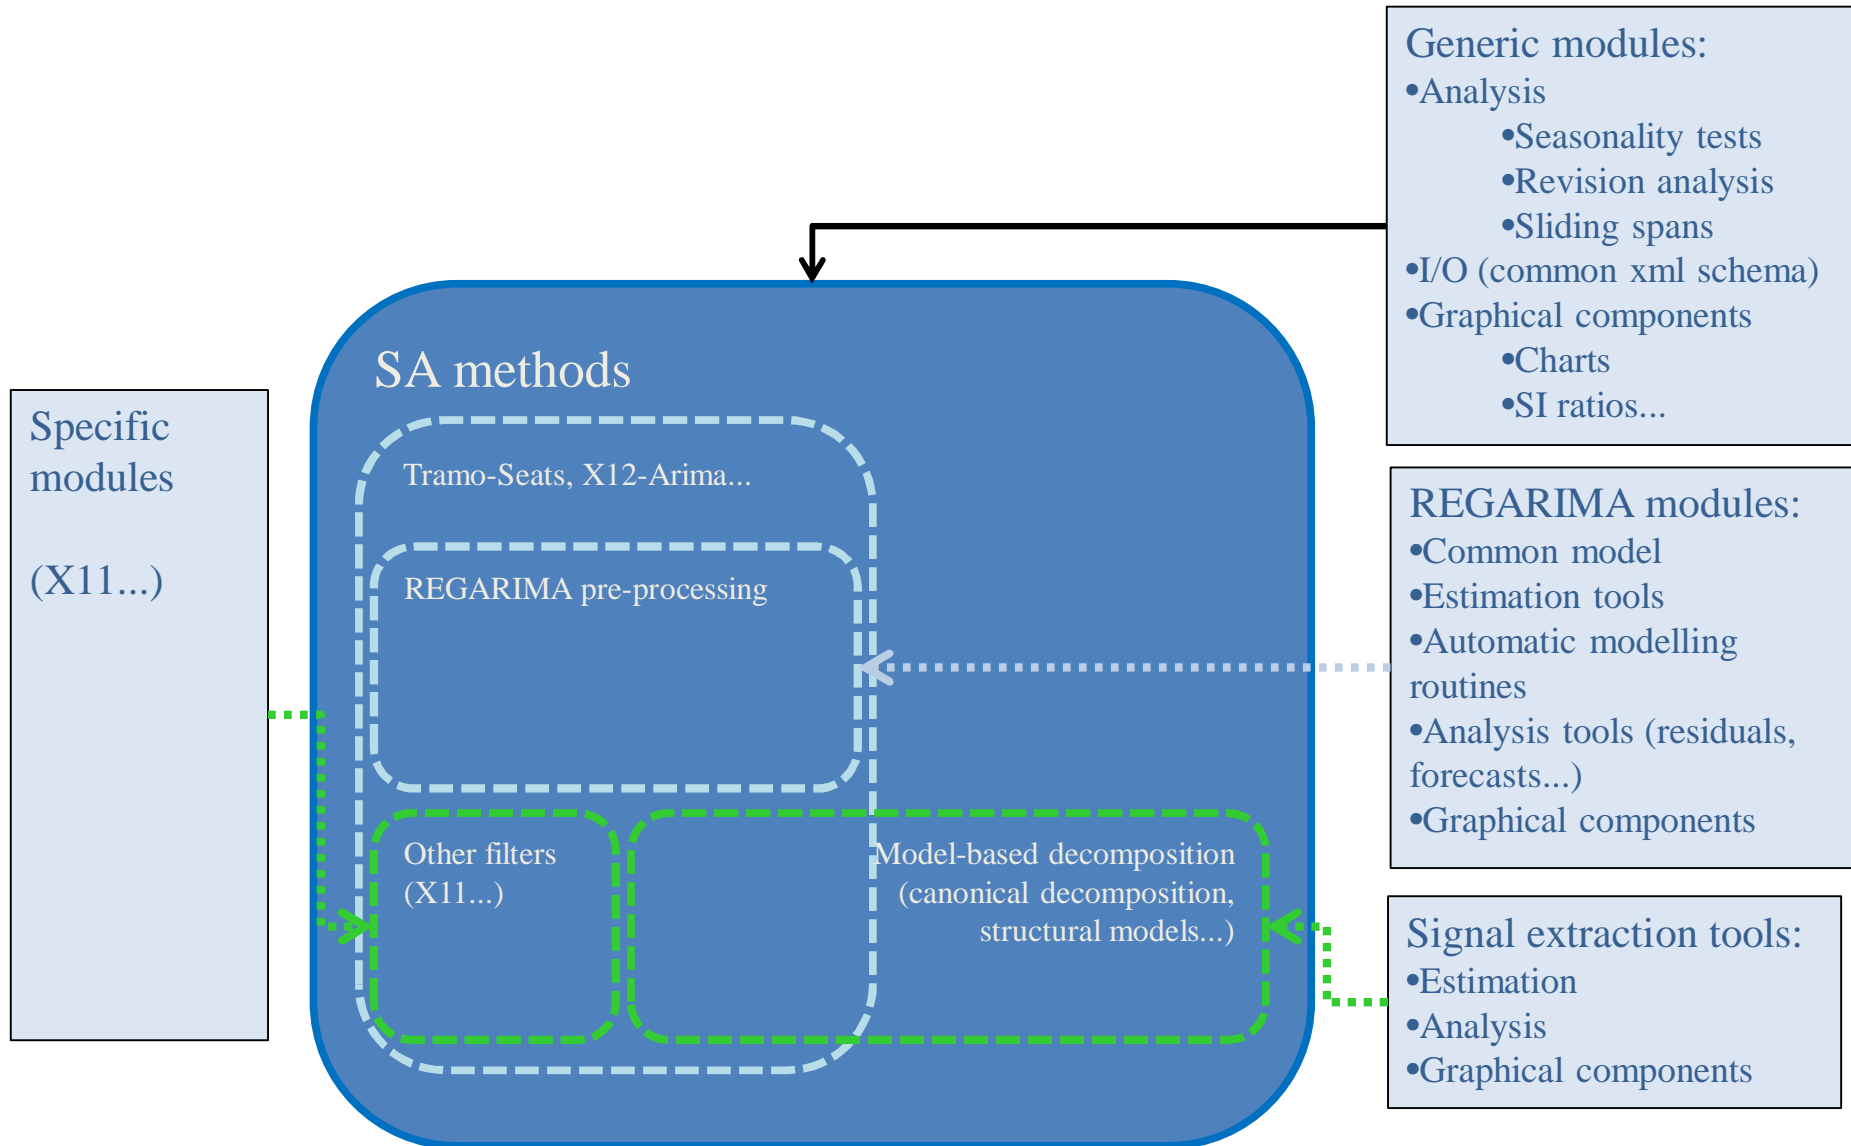 Generic modules:
•Analysis
•Seasonality tests
•Revision analysis
•Sliding spans
•I/O (common xml schema)
•Graphical components
•Charts
•SI ratios...
SA methods
Specific
modules
(X11...)
Tramo-Seats, X12-Arima...
REGARIMA pre-processing
REGARIMA modules:
•Common model
•Estimation tools
•Automatic modelling
routines
•Analysis tools (residuals,
forecasts...)
•Graphical components
Other filters
(X11...)
Model-based decomposition
(canonical decomposition,
structural models...)
Signal extraction tools:
•Estimation
•Analysis
•Graphical components